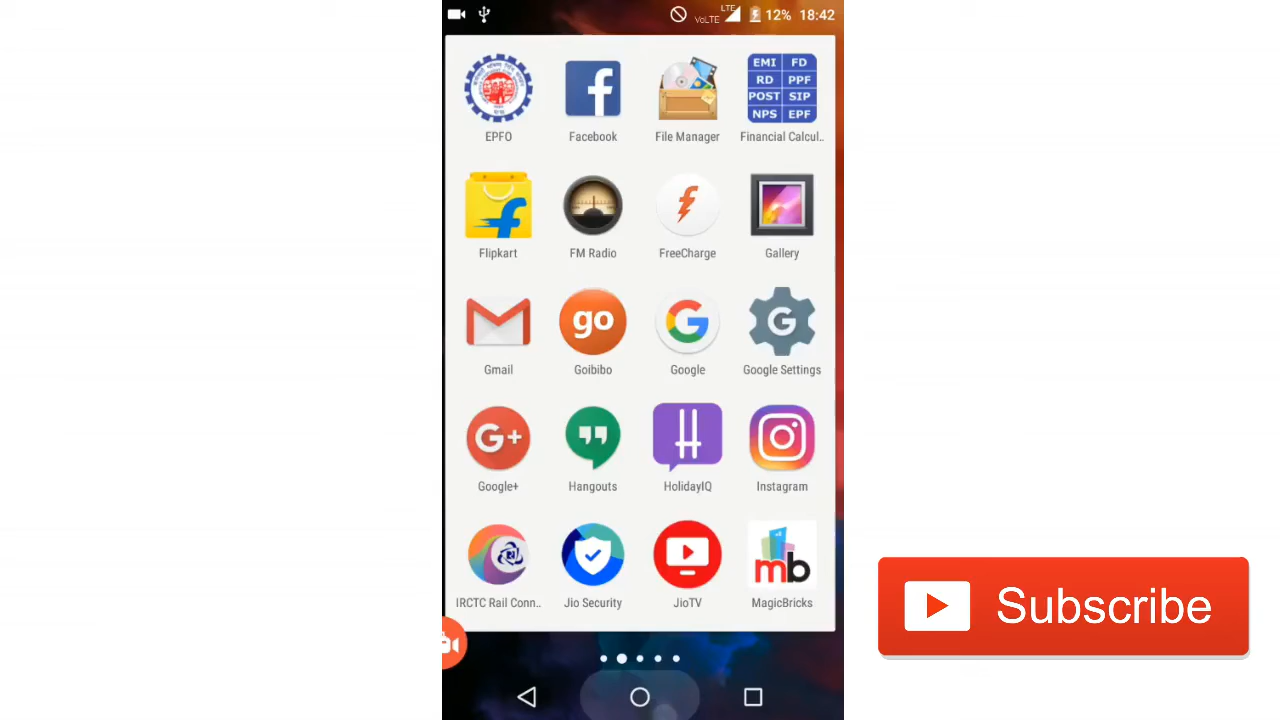 VoLTE LTE 12% 18:42
EMI FD
RD PPF
POST SIP
NPS EPF
EPFO Facebook File Manager Financial Calcul..
Flipkart FM Radio FreeCharge Gallery
go
Gmail Goibibo Google Google Settings
G+
Google+ Hangouts HolidayIQ Instagram
mb
IRCTC Rail Conn.. Jio Security JioTV MagicBricks
Subscribe